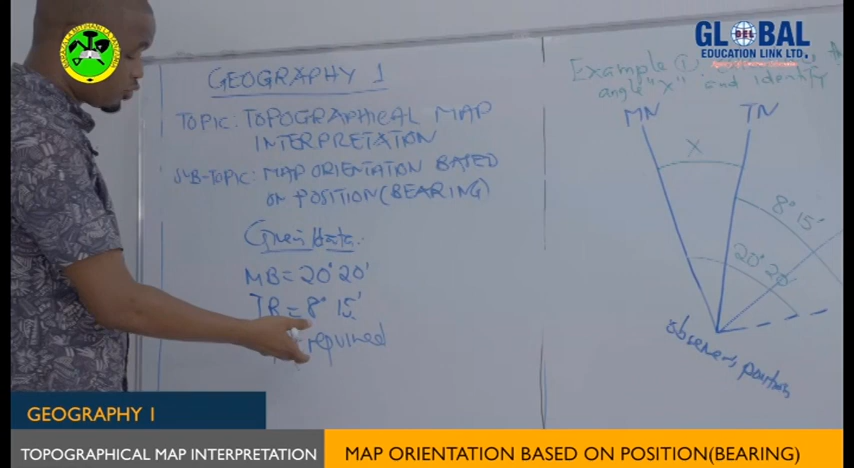 GLOBAL
GEL
EDUCATION LINK LTD.
GEOGRAPHY 1
TOPIC: TOPOGRAPHICAL MAP
INTERPRETATION
SUB-TOPIC: MAP ORIENTATION BASED
ON POSITION (BEARING)
Given data.
MB = 20° 20'
TB = 8° 15'
required
Example ①
angle "X" and identify
MN
TN
X
8° 15'
20° 20'
observer's position
GEOGRAPHY 1
TOPOGRAPHICAL MAP INTERPRETATION
MAP ORIENTATION BASED ON POSITION(BEARING)